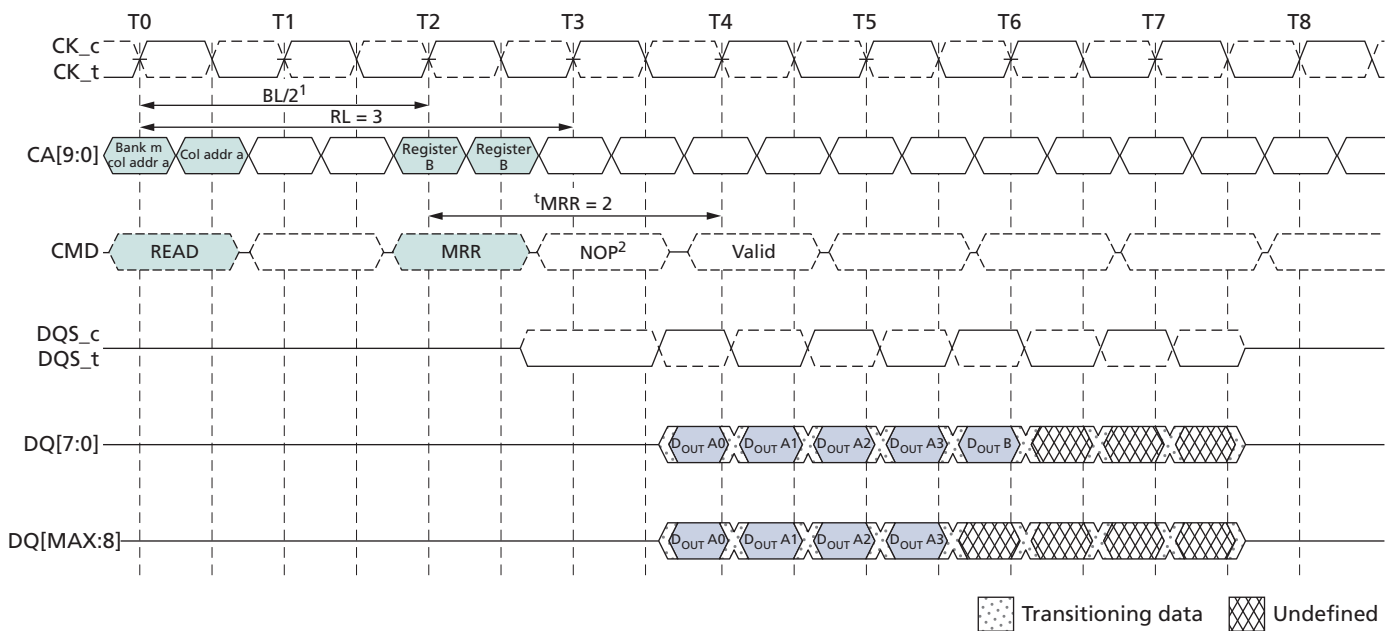 T0 T1 T2 T3 T4 T5 T6 T7 T8
CK_c
CK_t
BL/2¹
RL = 3
CA[9:0]
Bank m
col addr a
Col addr a
Register
B
Register
B
ᵗMRR = 2
CMD
READ
MRR
NOP²
Valid
DQS_c
DQS_t
DQ[7:0]
DOUT A0 DOUT A1 DOUT A2 DOUT A3 DOUT B
DQ[MAX:8]
DOUT A0 DOUT A1 DOUT A2 DOUT A3
Transitioning data
Undefined